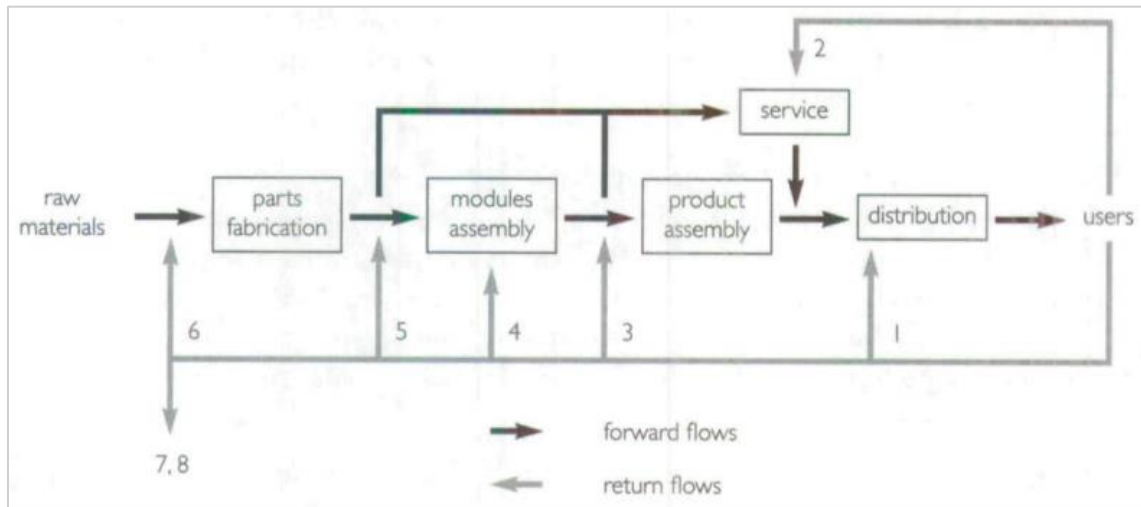 2
service
raw
materials
parts
fabrication
modules
assembly
product
assembly
distribution
users
6
5
4
3
1
7, 8
forward flows
return flows